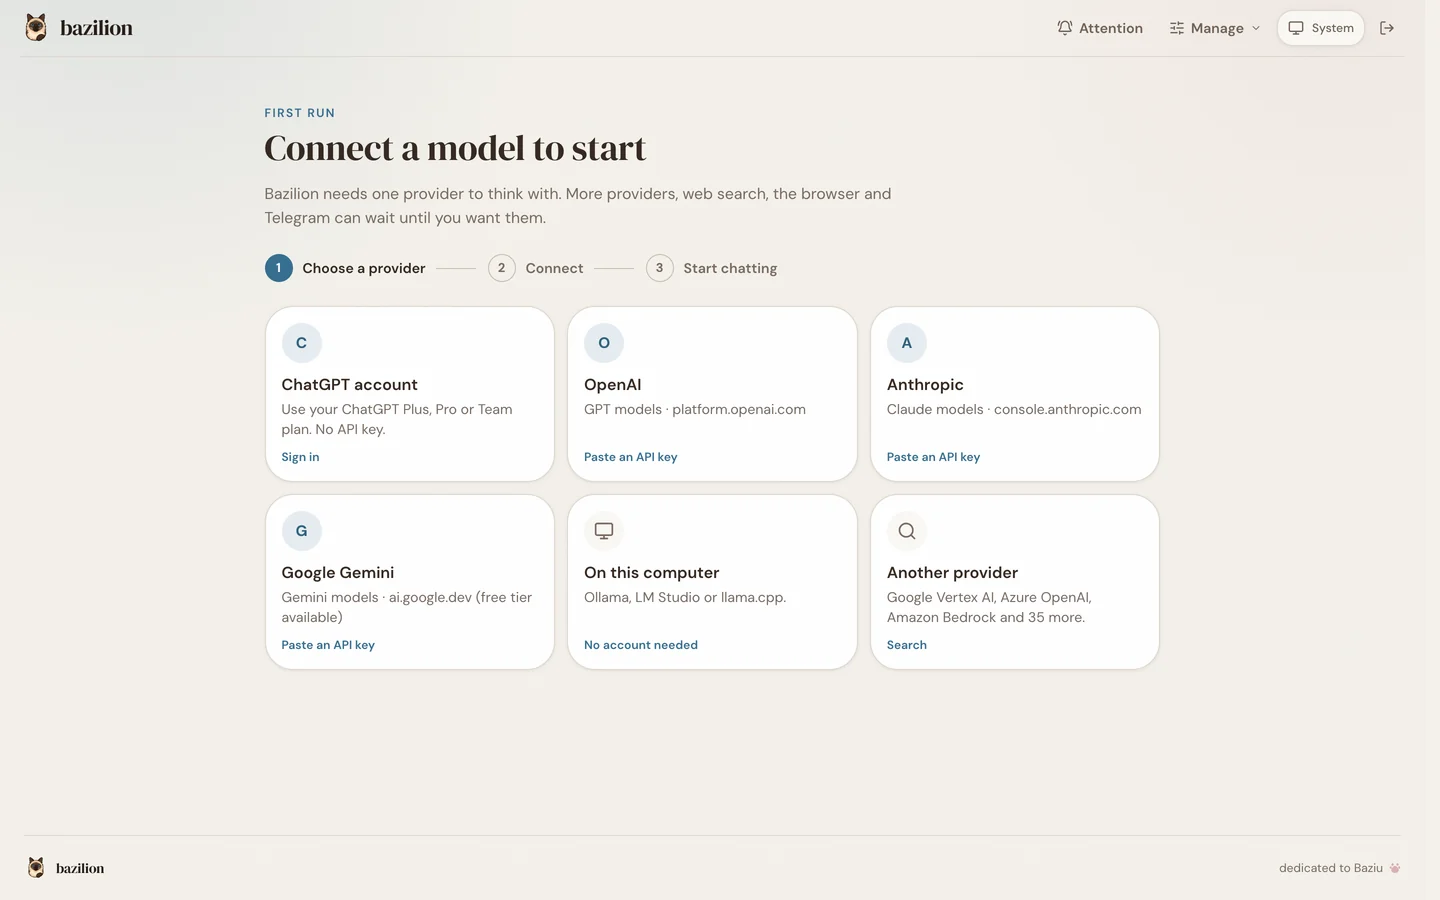 bazilion
Attention
Manage
System
FIRST RUN
Connect a model to start
Bazilion needs one provider to think with. More providers, web search, the browser and
Telegram can wait until you want them.
1 Choose a provider
2 Connect
3 Start chatting
C
ChatGPT account
Use your ChatGPT Plus, Pro or Team
plan. No API key.
Sign in
O
OpenAI
GPT models · platform.openai.com
Paste an API key
A
Anthropic
Claude models · console.anthropic.com
Paste an API key
G
Google Gemini
Gemini models · ai.google.dev (free tier
available)
Paste an API key
On this computer
Ollama, LM Studio or llama.cpp.
No account needed
Another provider
Google Vertex AI, Azure OpenAI,
Amazon Bedrock and 35 more.
Search
bazilion
dedicated to Baziu